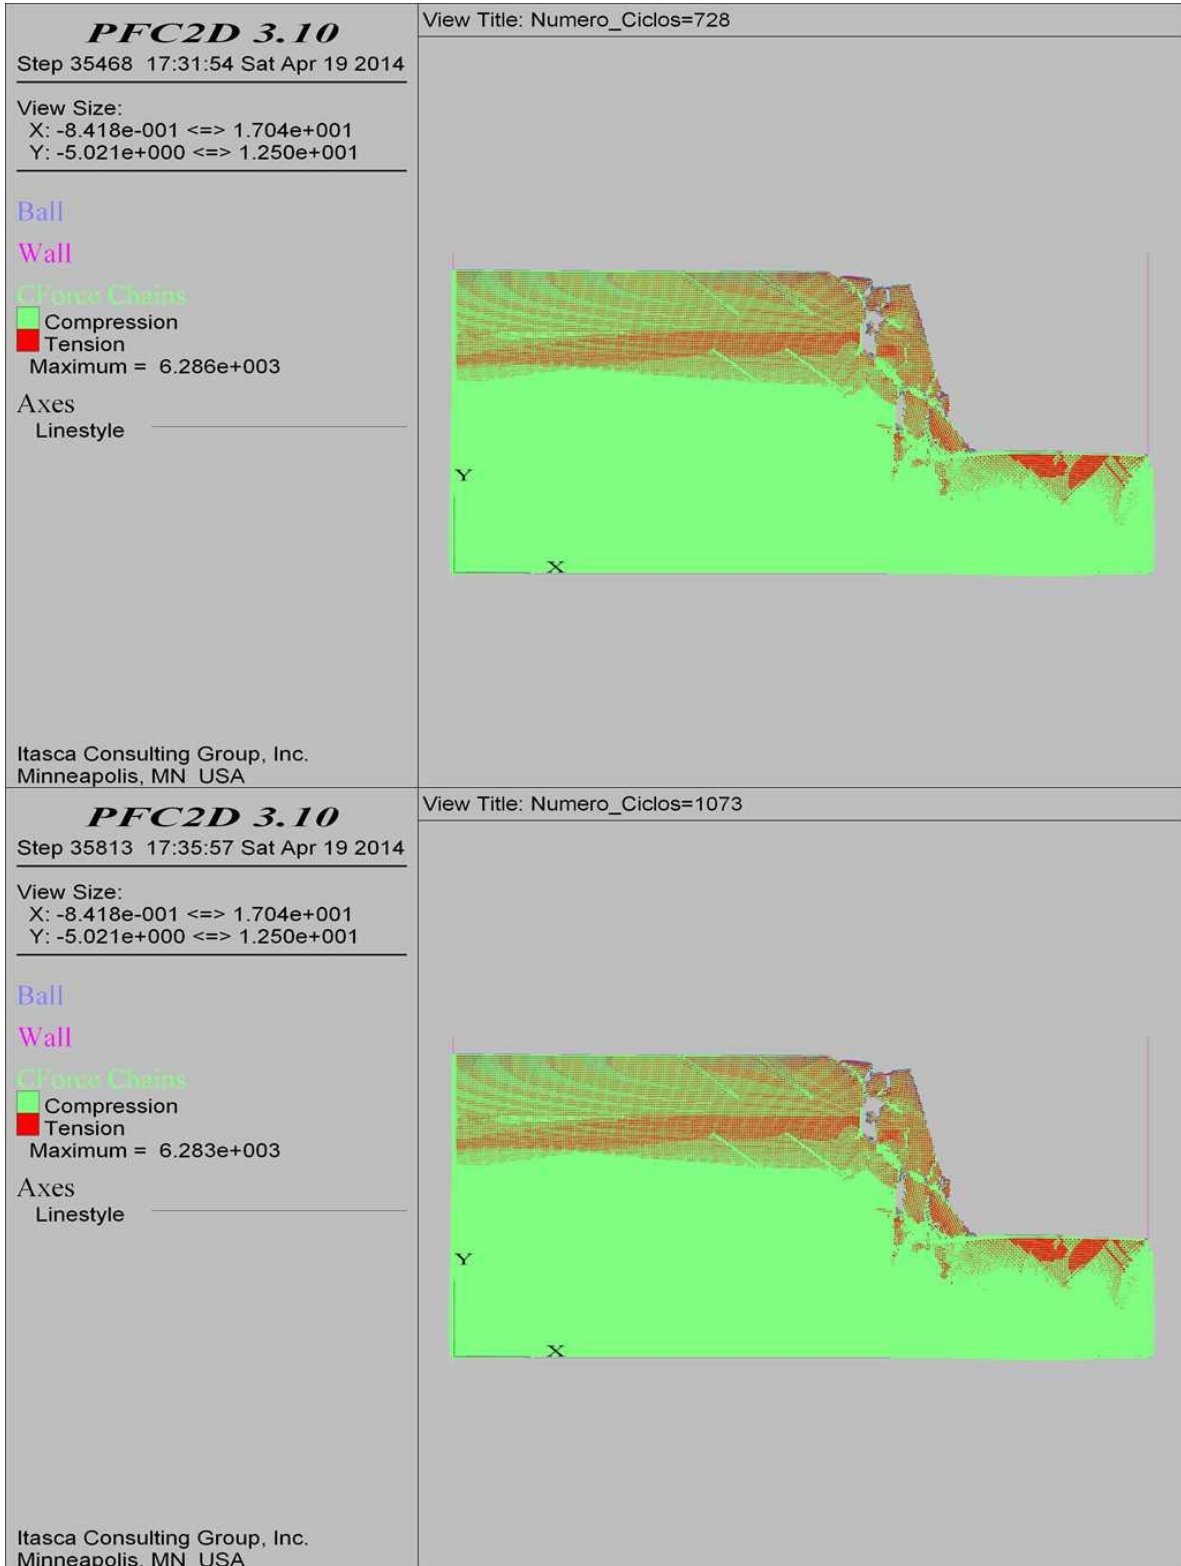 PFC2D 3.10
Step 35468 17:31:54 Sat Apr 19 2014
View Size:
X: -8.418e-001 <=> 1.704e+001
Y: -5.021e+000 <=> 1.250e+001
Ball
Wall
CForce Chains
Compression
Tension
Maximum = 6.286e+003
Axes
Linestyle
Itasca Consulting Group, Inc.
Minneapolis, MN USA
View Title: Numero_Ciclos=728
Y
X
PFC2D 3.10
Step 35813 17:35:57 Sat Apr 19 2014
View Size:
X: -8.418e-001 <=> 1.704e+001
Y: -5.021e+000 <=> 1.250e+001
Ball
Wall
CForce Chains
Compression
Tension
Maximum = 6.283e+003
Axes
Linestyle
Itasca Consulting Group, Inc.
Minneapolis, MN USA
View Title: Numero_Ciclos=1073
Y
X